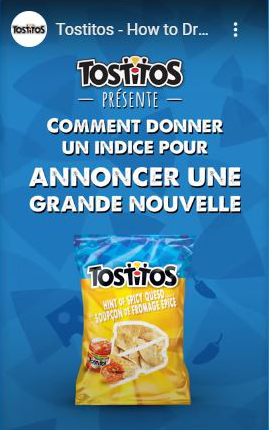 Tostitos - How to Dr...
TOSTITOS
TOSTITOS
PRÉSENTE
COMMENT DONNER
UN INDICE POUR
ANNONCER UNE
GRANDE NOUVELLE
TOSTITOS
HINT OF SPICY QUESO
SOUPÇON DE FROMAGE ÉPICÉ